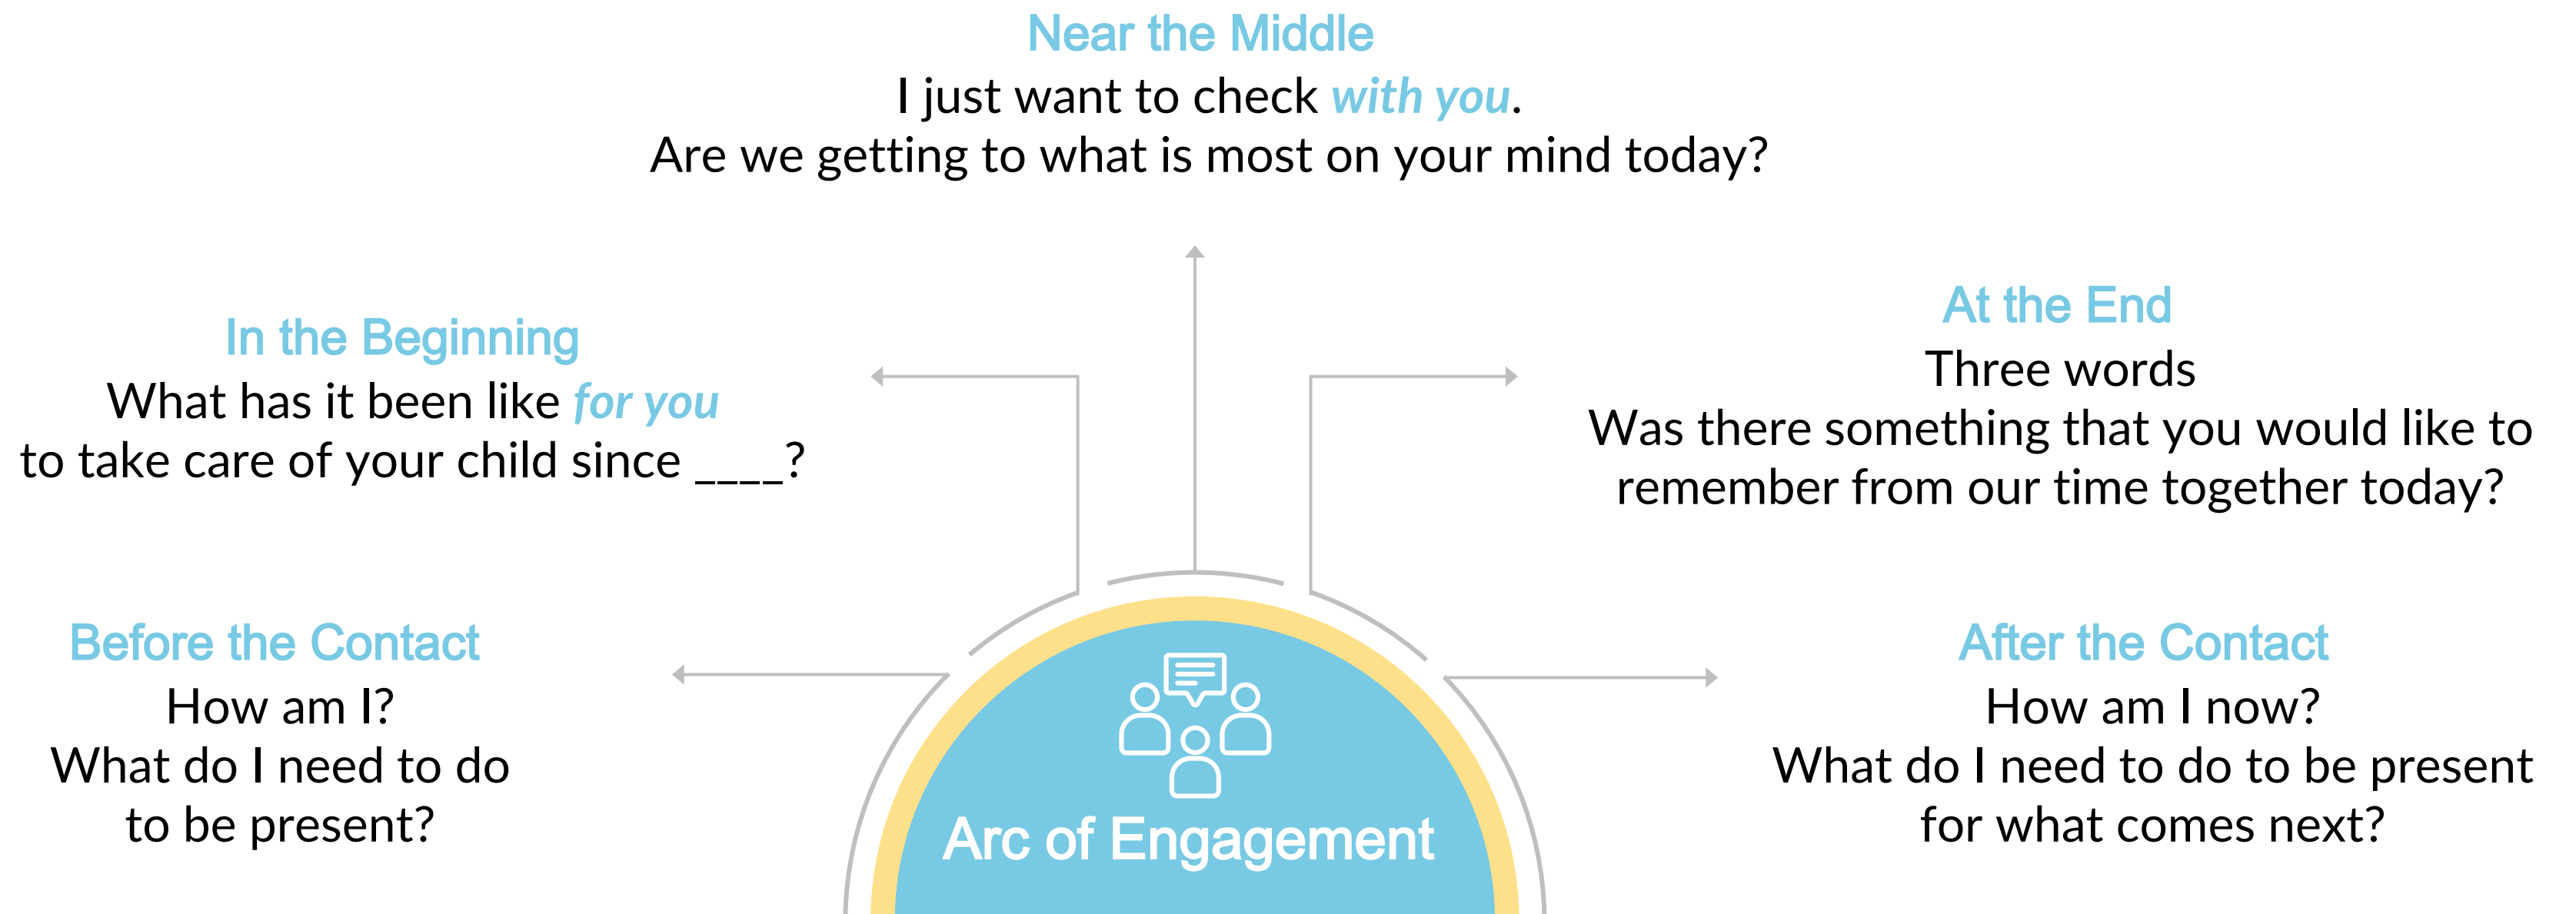 Near the Middle
I just want to check with you.
Are we getting to what is most on your mind today?
In the Beginning
What has it been like for you
to take care of your child since ____?
At the End
Three words
Was there something that you would like to
remember from our time together today?
Before the Contact
How am I?
What do I need to do
to be present?
After the Contact
How am I now?
What do I need to do to be present
for what comes next?
Arc of Engagement